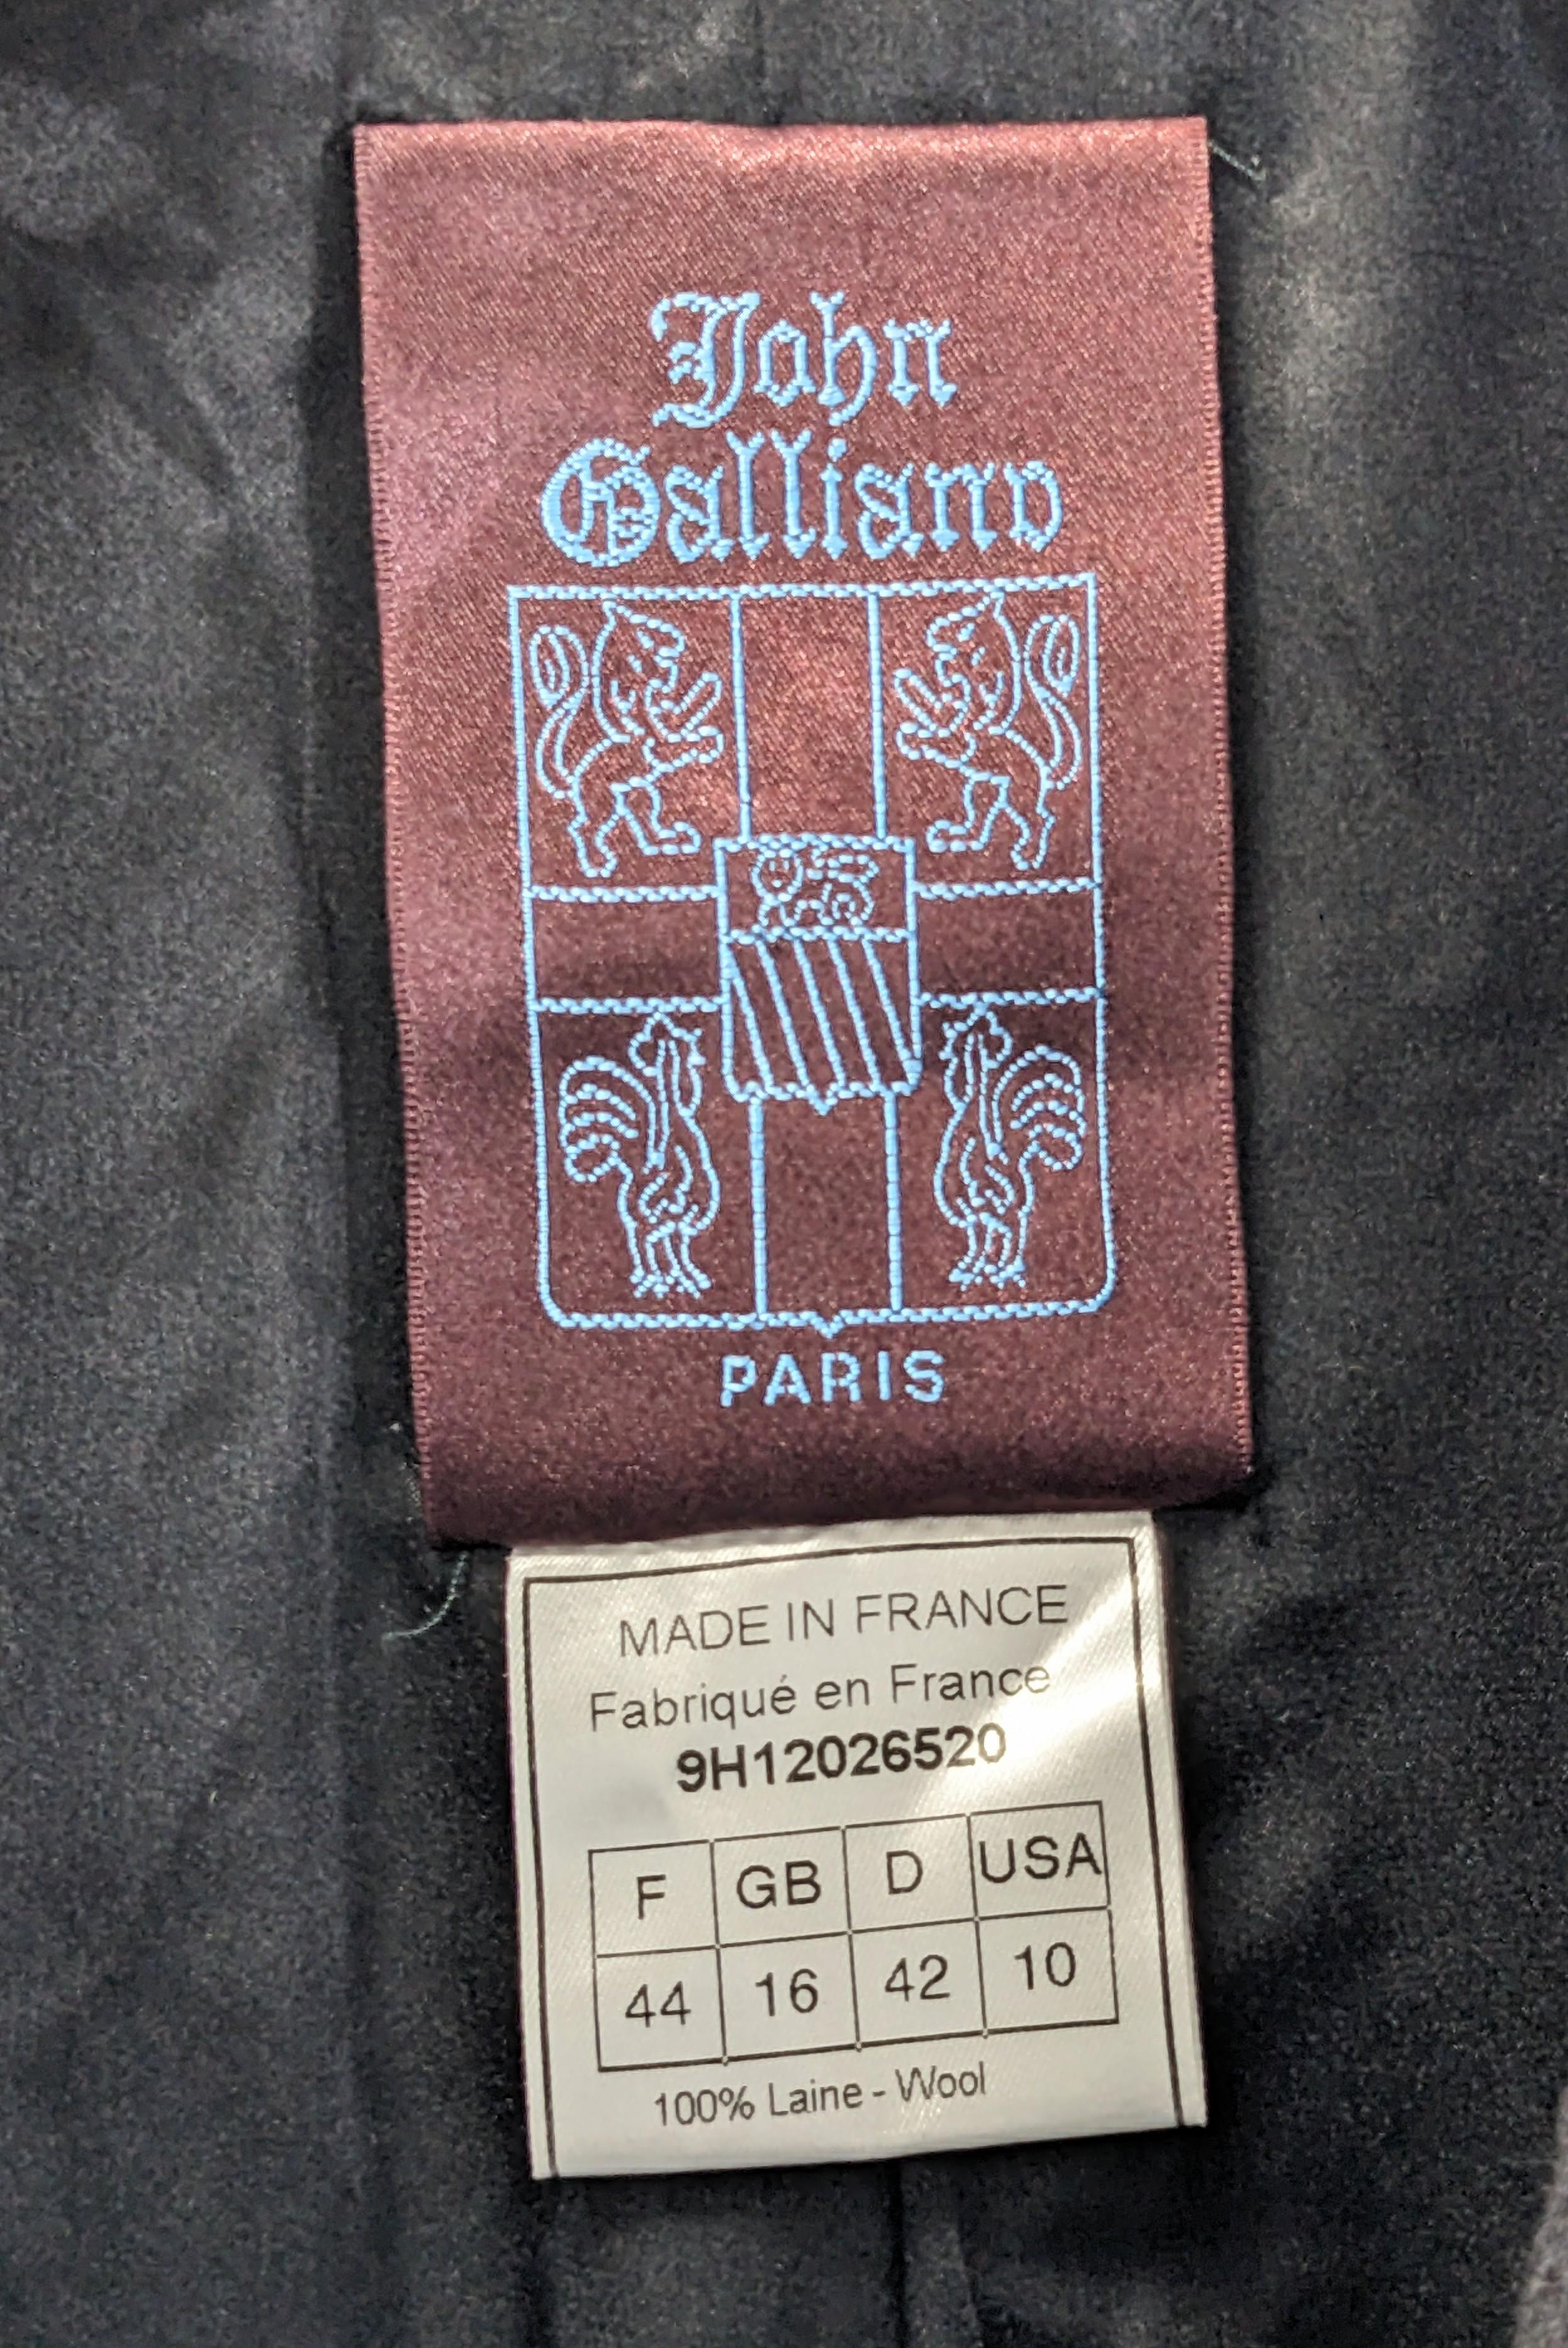 John
Galliano
PARIS
MADE IN FRANCE
Fabriqué en France
9H12026520
F GB D USA
44 16 42 10
100% Laine - Wool